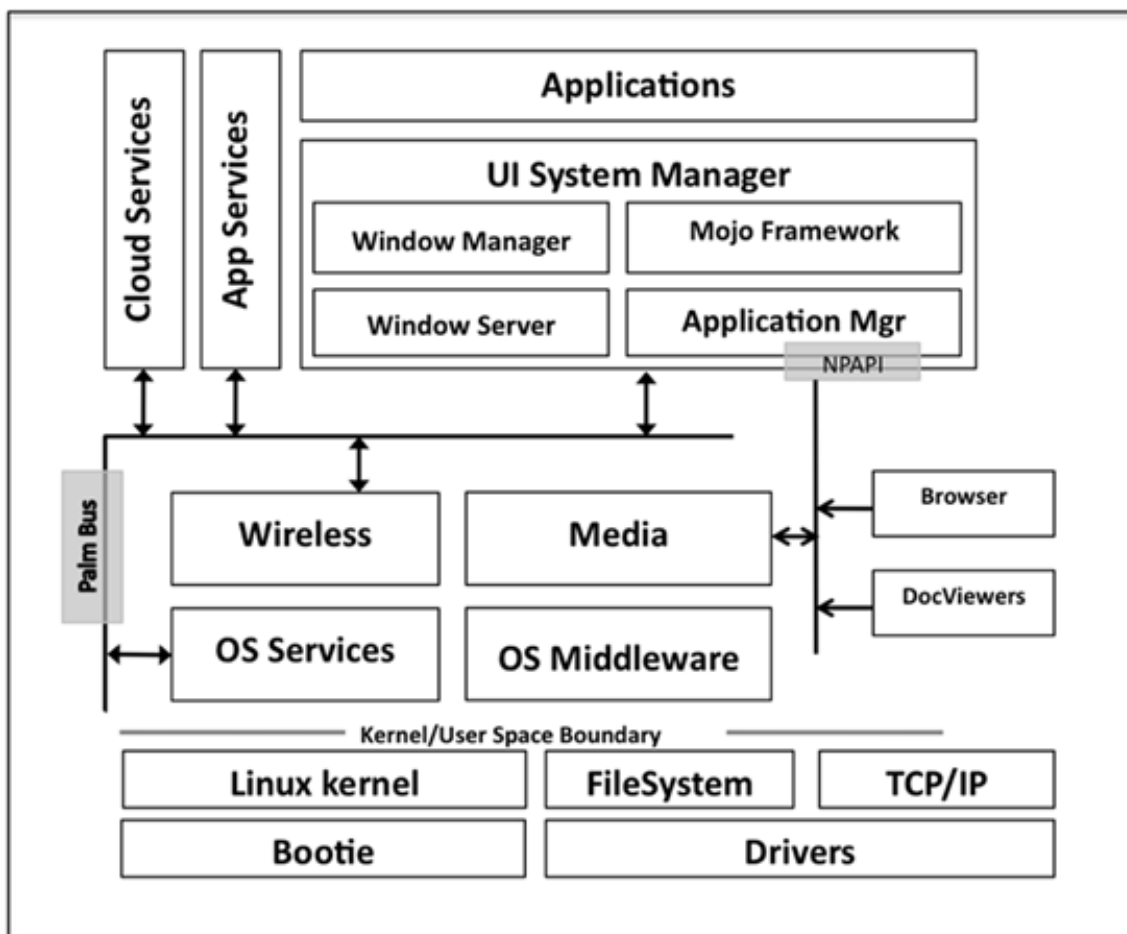 Cloud Services
App Services
Applications
UI System Manager
Window Manager
Mojo Framework
Window Server
Application Mgr
NPAPI
Palm Bus
Wireless
Media
Browser
OS Services
OS Middleware
DocViewers
Kernel/User Space Boundary
Linux kernel
FileSystem
TCP/IP
Bootie
Drivers